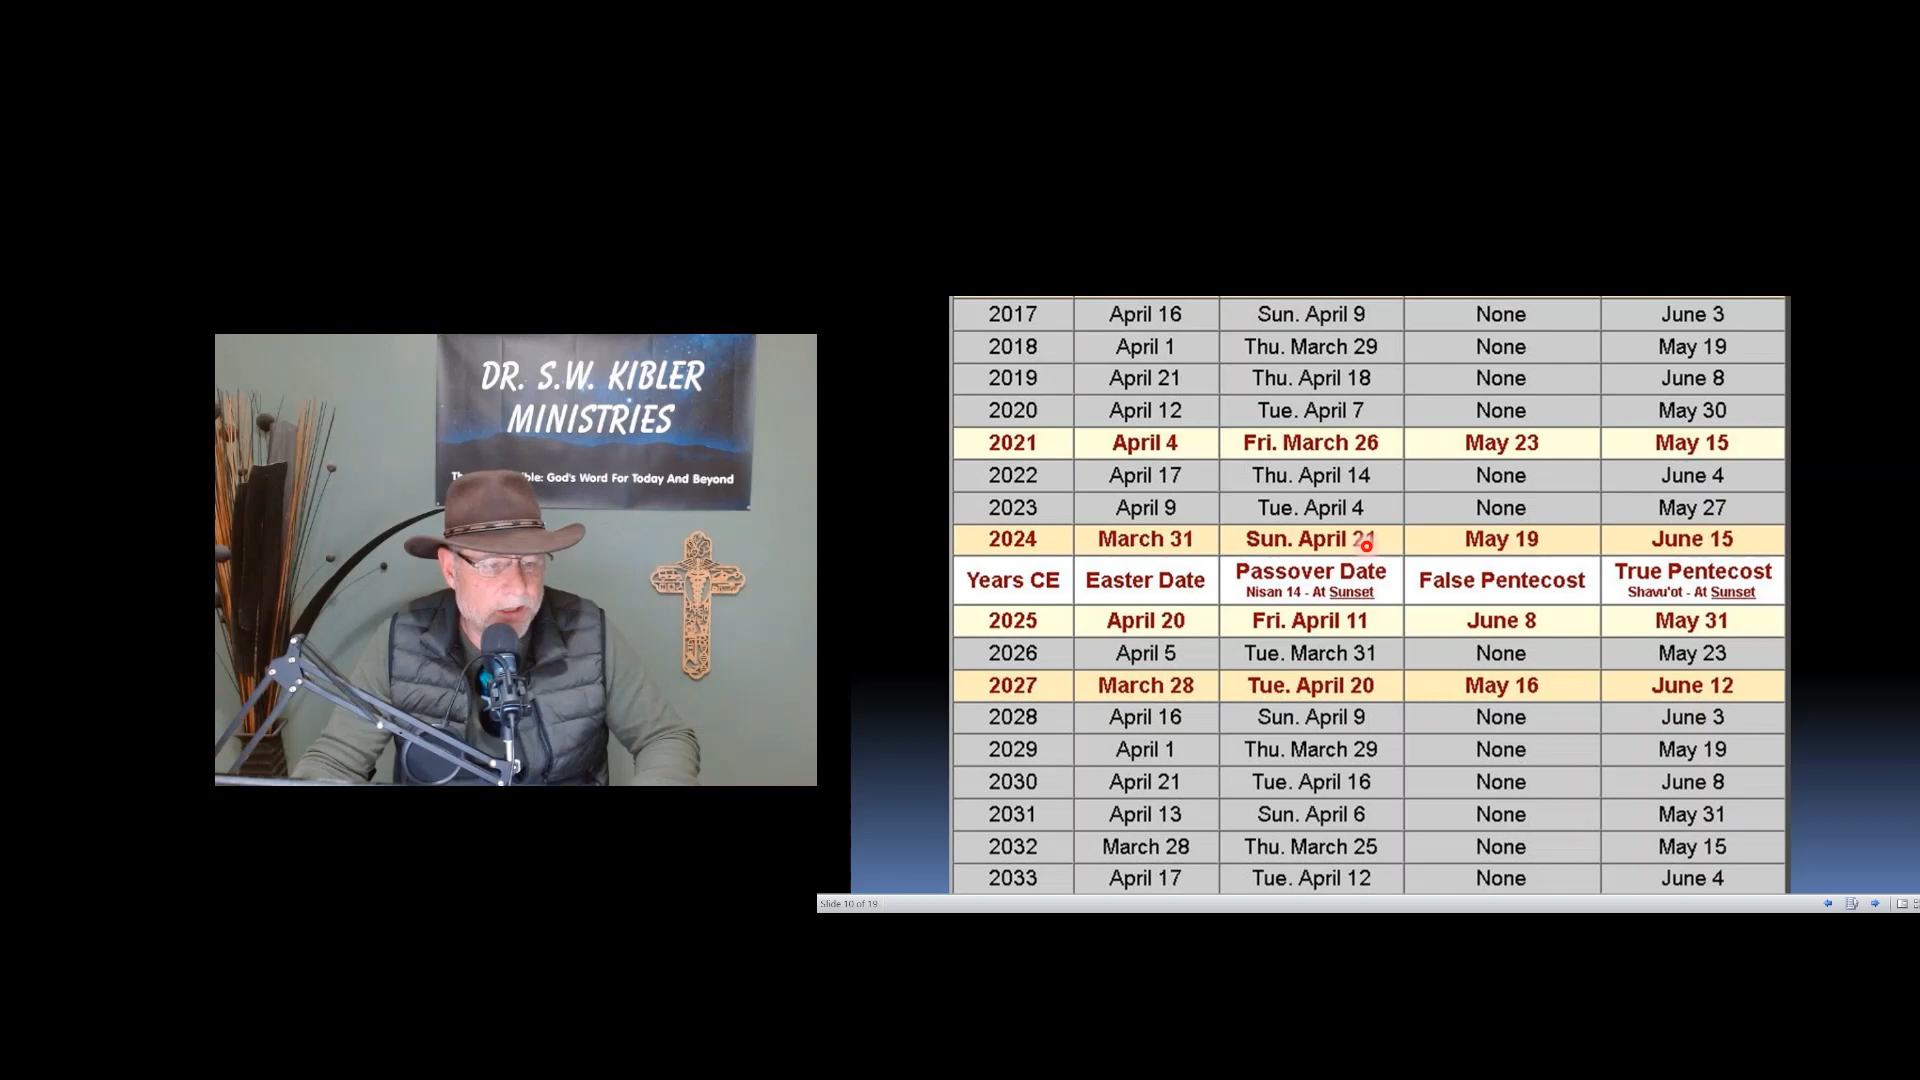 DR. S.W. KIBLER
MINISTRIES
ble: God's Word For Today And Beyond
2017 April 16 Sun. April 9 None June 3
2018 April 1 Thu. March 29 None May 19
2019 April 21 Thu. April 18 None June 8
2020 April 12 Tue. April 7 None May 30
2021 April 4 Fri. March 26 May 23 May 15
2022 April 17 Thu. April 14 None June 4
2023 April 9 Tue. April 4 None May 27
2024 March 31 Sun. April 21 May 19 June 15
Years CE Easter Date Passover Date False Pentecost True Pentecost
Nisan 14 - At Sunset Shavu'ot - At Sunset
2025 April 20 Fri. April 11 June 8 May 31
2026 April 5 Tue. March 31 None May 23
2027 March 28 Tue. April 20 May 16 June 12
2028 April 16 Sun. April 9 None June 3
2029 April 1 Thu. March 29 None May 19
2030 April 21 Tue. April 16 None June 8
2031 April 13 Sun. April 6 None May 31
2032 March 28 Thu. March 25 None May 15
2033 April 17 Tue. April 12 None June 4
Slide 10 of 19